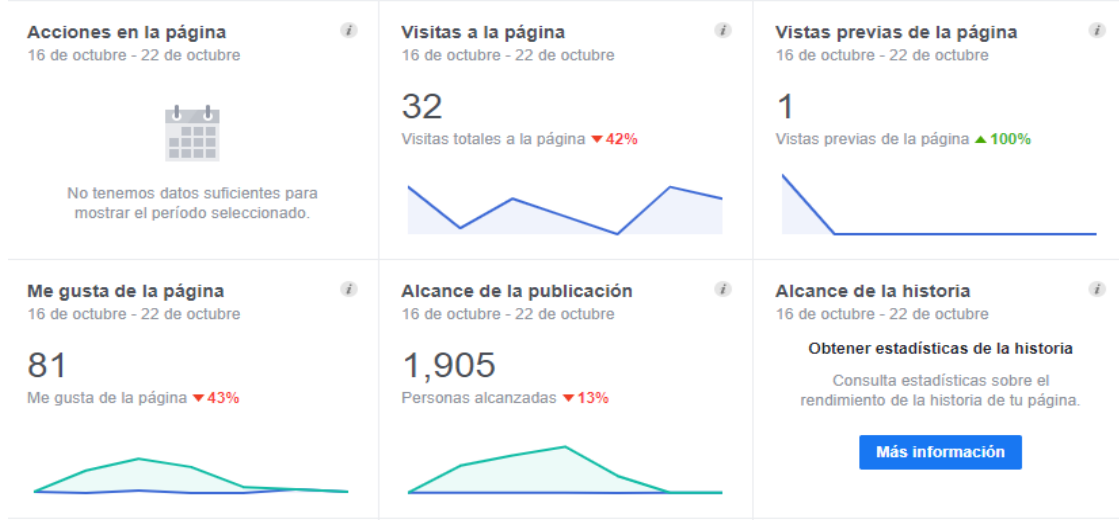 Acciones en la página
16 de octubre - 22 de octubre
No tenemos datos suficientes para
mostrar el período seleccionado.
Visitas a la página
16 de octubre - 22 de octubre
32
Visitas totales a la página ▼42%
Vistas previas de la página
16 de octubre - 22 de octubre
1
Vistas previas de la página ▲100%
Me gusta de la página
16 de octubre - 22 de octubre
81
Me gusta de la página ▼43%
Alcance de la publicación
16 de octubre - 22 de octubre
1,905
Personas alcanzadas ▼13%
Alcance de la historia
16 de octubre - 22 de octubre
Obtener estadísticas de la historia
Consulta estadísticas sobre el
rendimiento de la historia de tu página.
Más información